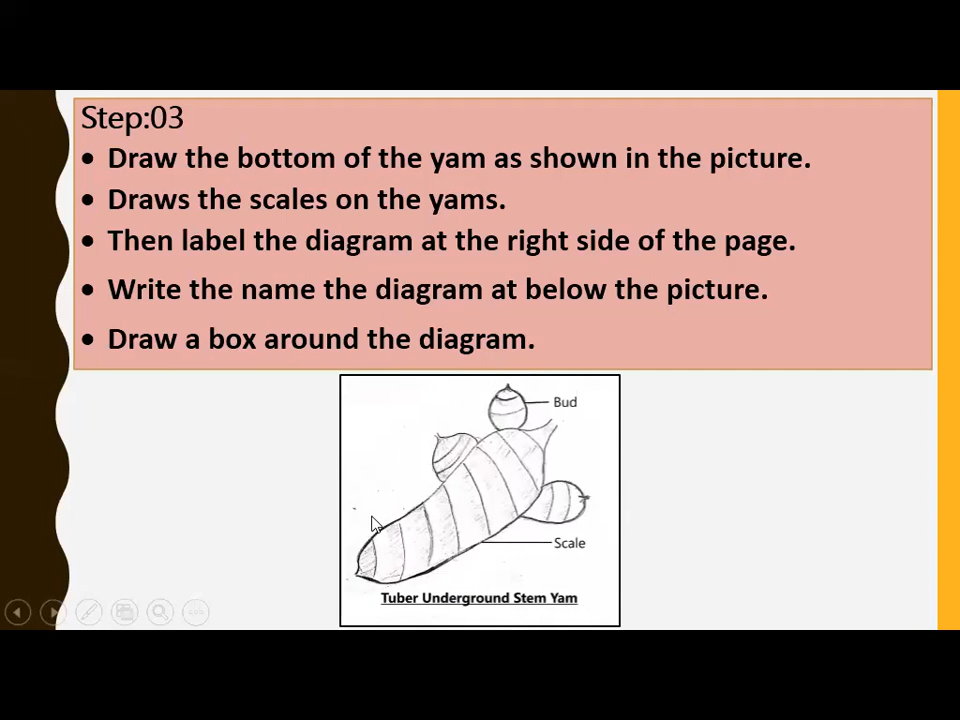 Step:03
• Draw the bottom of the yam as shown in the picture.
• Draws the scales on the yams.
• Then label the diagram at the right side of the page.
• Write the name the diagram at below the picture.
• Draw a box around the diagram.
Bud
Scale
Tuber Underground Stem Yam